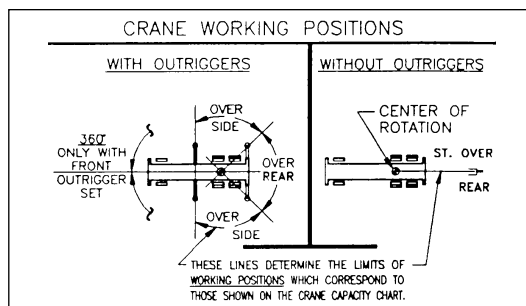 CRANE WORKING POSITIONS
WITH OUTRIGGERS
OVER
SIDE
360°
ONLY WITH
FRONT
OUTRIGGER
SET
OVER
REAR
OVER
SIDE
WITHOUT OUTRIGGERS
CENTER OF
ROTATION
ST. OVER
REAR
THESE LINES DETERMINE THE LIMITS OF
WORKING POSITIONS WHICH CORRESPOND TO
THOSE SHOWN ON THE CRANE CAPACITY CHART.